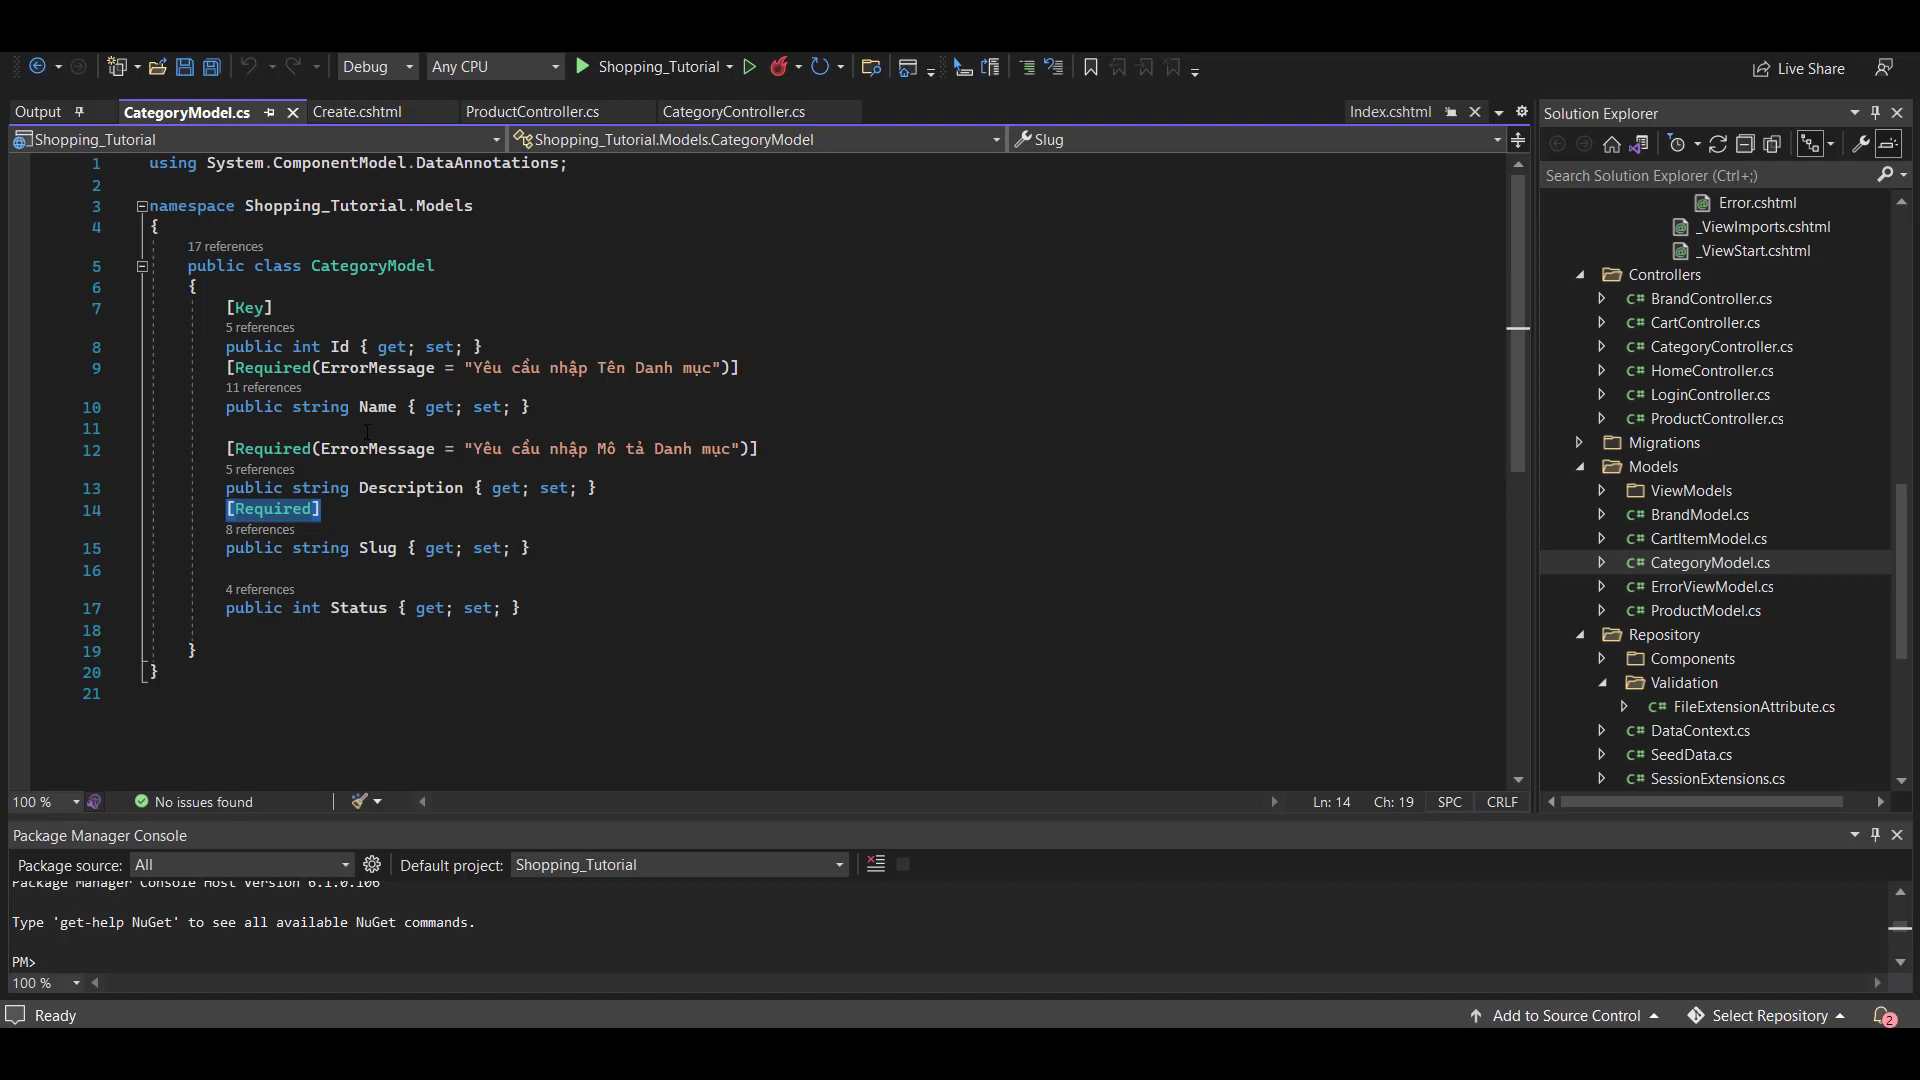 Debug
Any CPU
Shopping_Tutorial
Live Share
Output
CategoryModel.cs
Create.cshtml
ProductController.cs
CategoryController.cs
Index.cshtml
Solution Explorer
Shopping_Tutorial
Shopping_Tutorial.Models.CategoryModel
Slug
Search Solution Explorer (Ctrl+;)
1 using System.ComponentModel.DataAnnotations;
2
3 namespace Shopping_Tutorial.Models
4 {
17 references
5 public class CategoryModel
6 {
7 [Key]
5 references
8 public int Id { get; set; }
9 [Required(ErrorMessage = "Yêu cầu nhập Tên Danh mục")]
11 references
10 public string Name { get; set; }
11
12 [Required(ErrorMessage = "Yêu cầu nhập Mô tả Danh mục")]
5 references
13 public string Description { get; set; }
14 [Required]
8 references
15 public string Slug { get; set; }
16
4 references
17 public int Status { get; set; }
18
19 }
20 }
21
Error.cshtml
_ViewImports.cshtml
_ViewStart.cshtml
Controllers
C# BrandController.cs
C# CartController.cs
C# CategoryController.cs
C# HomeController.cs
C# LoginController.cs
C# ProductController.cs
Migrations
Models
ViewModels
C# BrandModel.cs
C# CartItemModel.cs
C# CategoryModel.cs
C# ErrorViewModel.cs
C# ProductModel.cs
Repository
Components
Validation
C# FileExtensionAttribute.cs
C# DataContext.cs
C# SeedData.cs
C# SessionExtensions.cs
100 %
No issues found
Ln: 14
Ch: 19
SPC
CRLF
Package Manager Console
Package source: All
Default project: Shopping_Tutorial
Package Manager Console Host Version 6.1.0.106
Type 'get-help NuGet' to see all available NuGet commands.
PM>
100 %
Ready
Add to Source Control
Select Repository
2